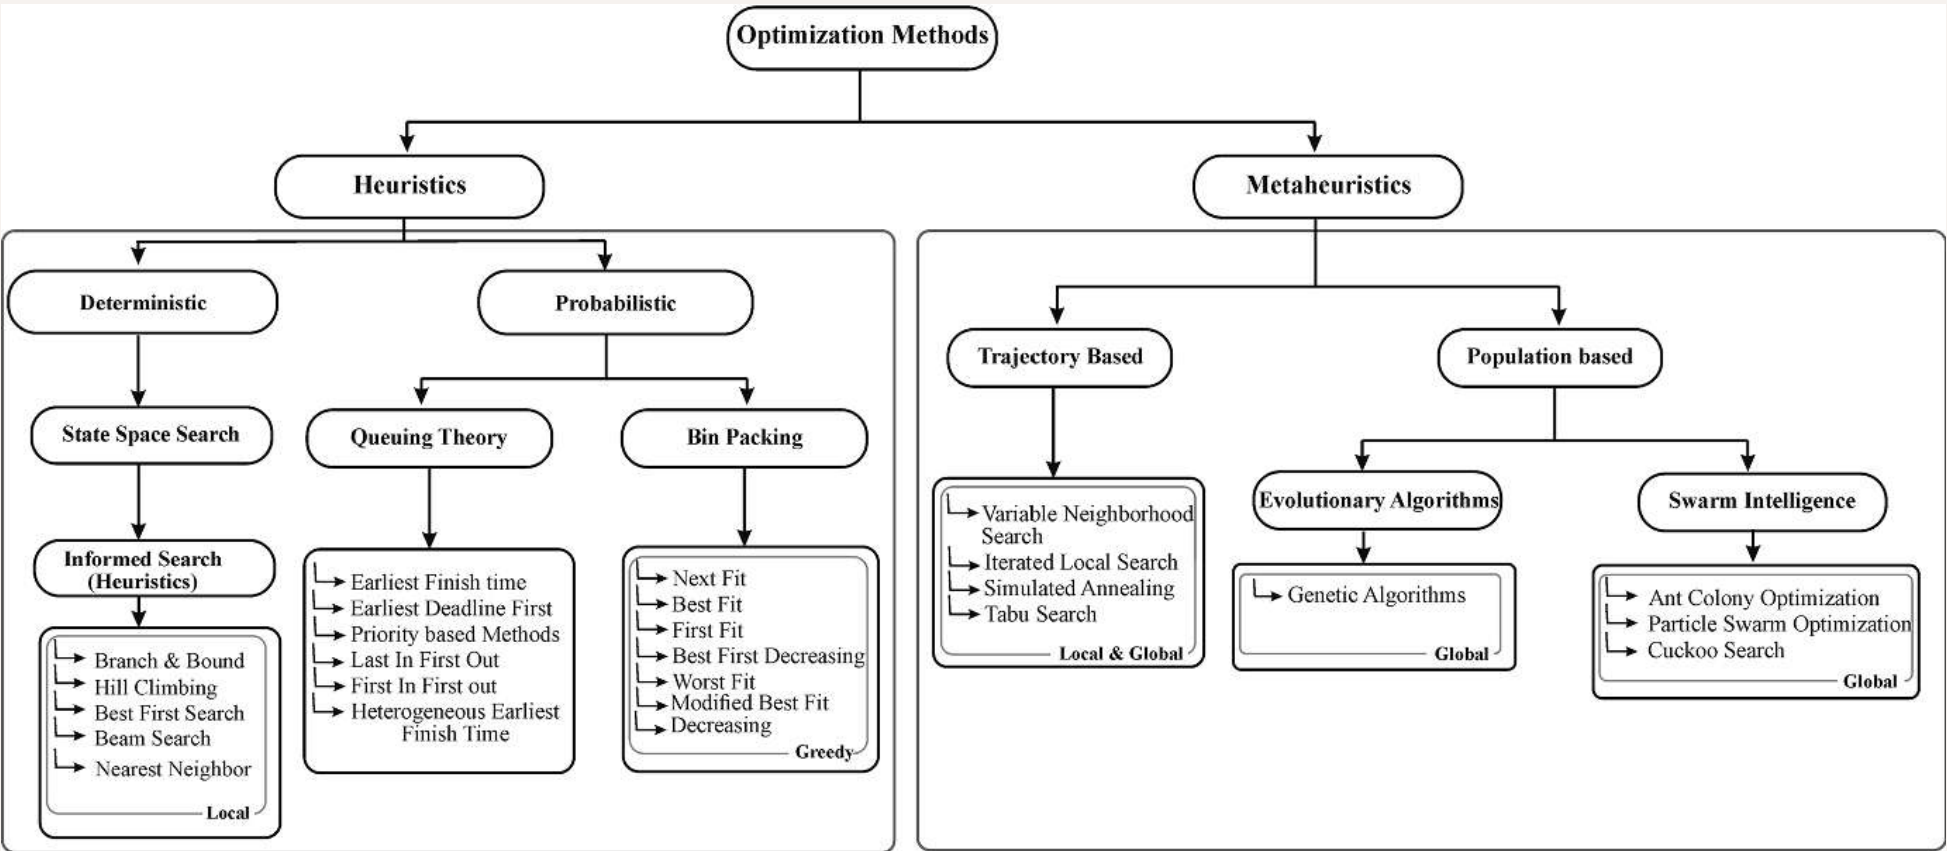 Optimization Methods
Heuristics
Metaheuristics
Deterministic
Probabilistic
Trajectory Based
Population based
State Space Search
Queuing Theory
Bin Packing
Evolutionary Algorithms
Swarm Intelligence
Informed Search
(Heuristics)
Branch & Bound
Hill Climbing
Best First Search
Beam Search
Nearest Neighbor
Local
Earliest Finish time
Earliest Deadline First
Priority based Methods
Last In First Out
First In First out
Heterogeneous Earliest
Finish Time
Next Fit
Best Fit
First Fit
Best First Decreasing
Worst Fit
Modified Best Fit
Decreasing
Greedy
Variable Neighborhood
Search
Iterated Local Search
Simulated Annealing
Tabu Search
Local & Global
Genetic Algorithms
Global
Ant Colony Optimization
Particle Swarm Optimization
Cuckoo Search
Global